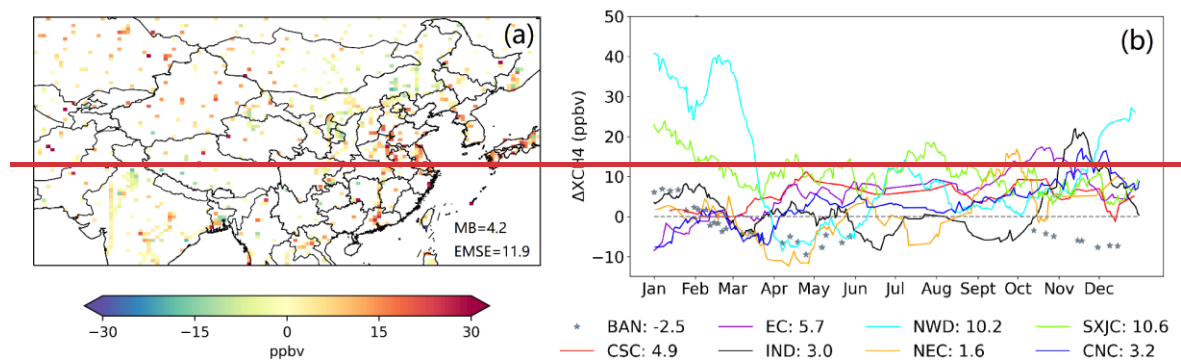 (a)
MB=4.2
EMSE=11.9
−30 −15 0 15 30
ppbv
(b)
ΔXCH4 (ppbv)
50
40
30
20
10
0
−10
Jan Feb Mar Apr May Jun Jul Aug Sept Oct Nov Dec
BAN: -2.5 EC: 5.7 NWD: 10.2 SXJC: 10.6
CSC: 4.9 IND: 3.0 NEC: 1.6 CNC: 3.2